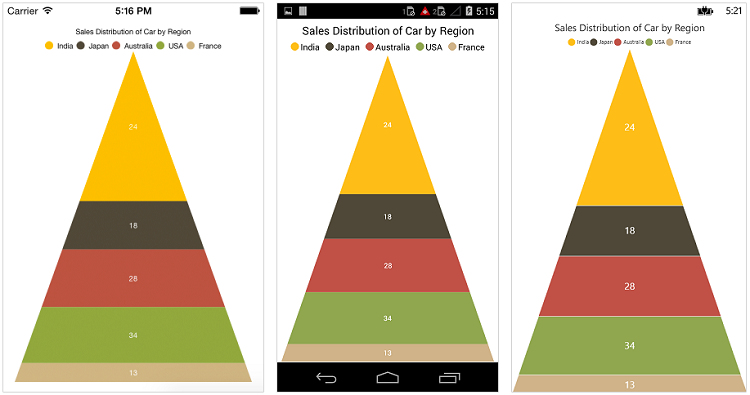 Carrier 5:16 PM
Sales Distribution of Car by Region
India Japan Australia USA France
24
18
28
34
13
1 2 5:15
Sales Distribution of Car by Region
India Japan Australia USA France
24
18
28
34
13
5:21
Sales Distribution of Car by Region
India Japan Australia USA France
24
18
28
34
13